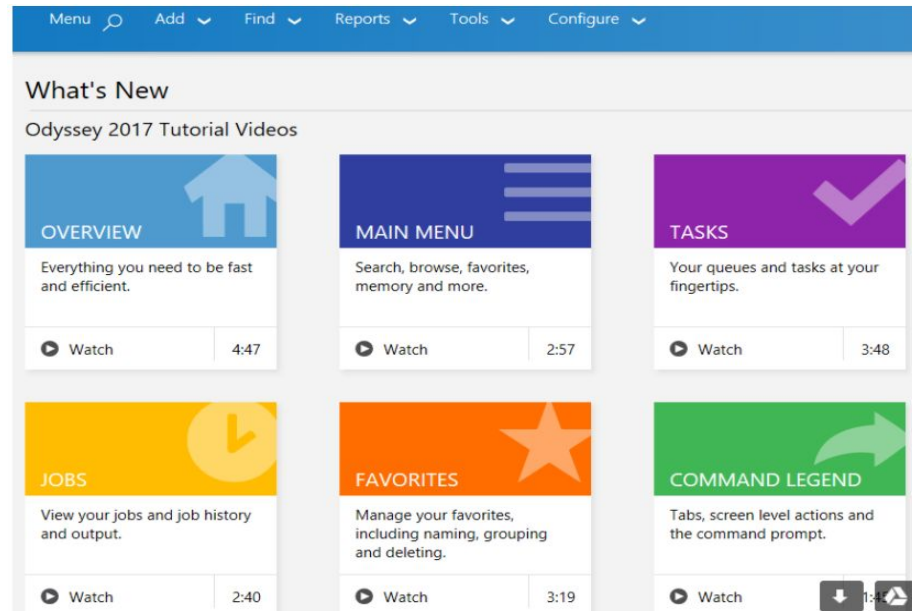 Menu Add Find Reports Tools Configure
What's New
Odyssey 2017 Tutorial Videos
OVERVIEW
Everything you need to be fast
and efficient.
Watch 4:47
MAIN MENU
Search, browse, favorites,
memory and more.
Watch 2:57
TASKS
Your queues and tasks at your
fingertips.
Watch 3:48
JOBS
View your jobs and job history
and output.
Watch 2:40
FAVORITES
Manage your favorites,
including naming, grouping
and deleting.
Watch 3:19
COMMAND LEGEND
Tabs, screen level actions and
the command prompt.
Watch